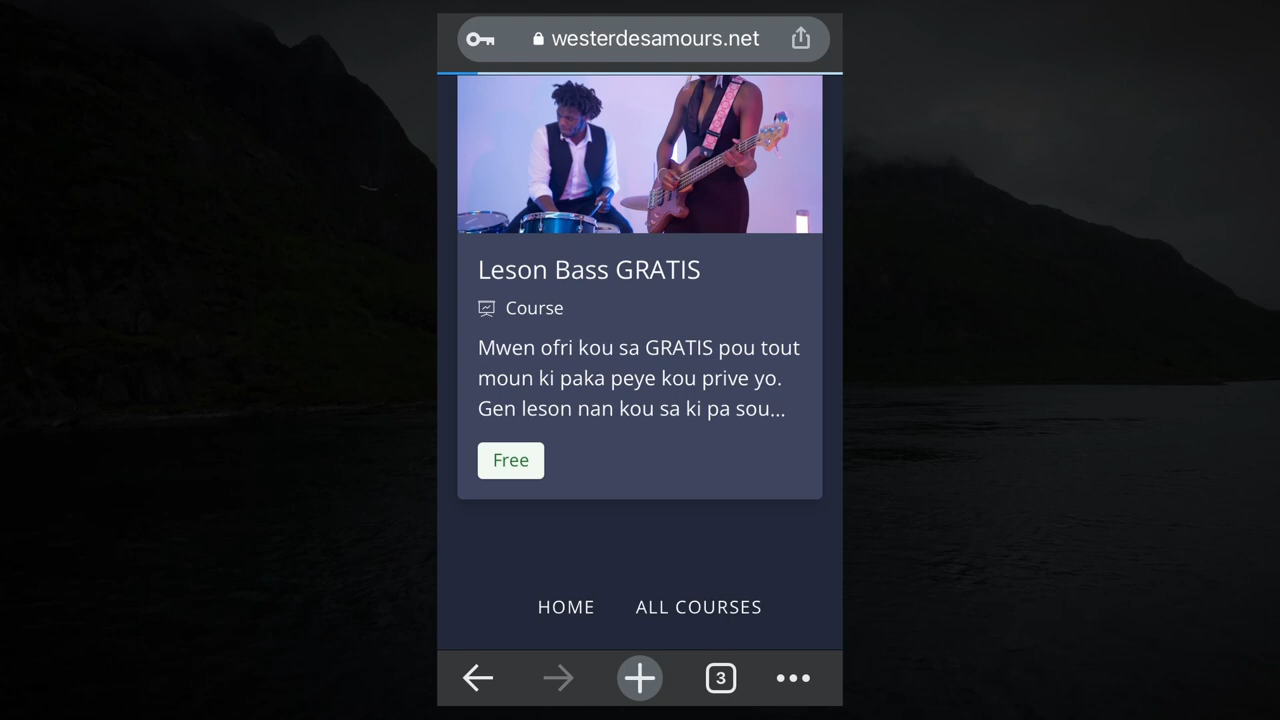 westerdesamours.net
Leson Bass GRATIS
Course
Mwen ofri kou sa GRATIS pou tout
moun ki paka peye kou prive yo.
Gen leson nan kou sa ki pa sou...
Free
HOME ALL COURSES
3